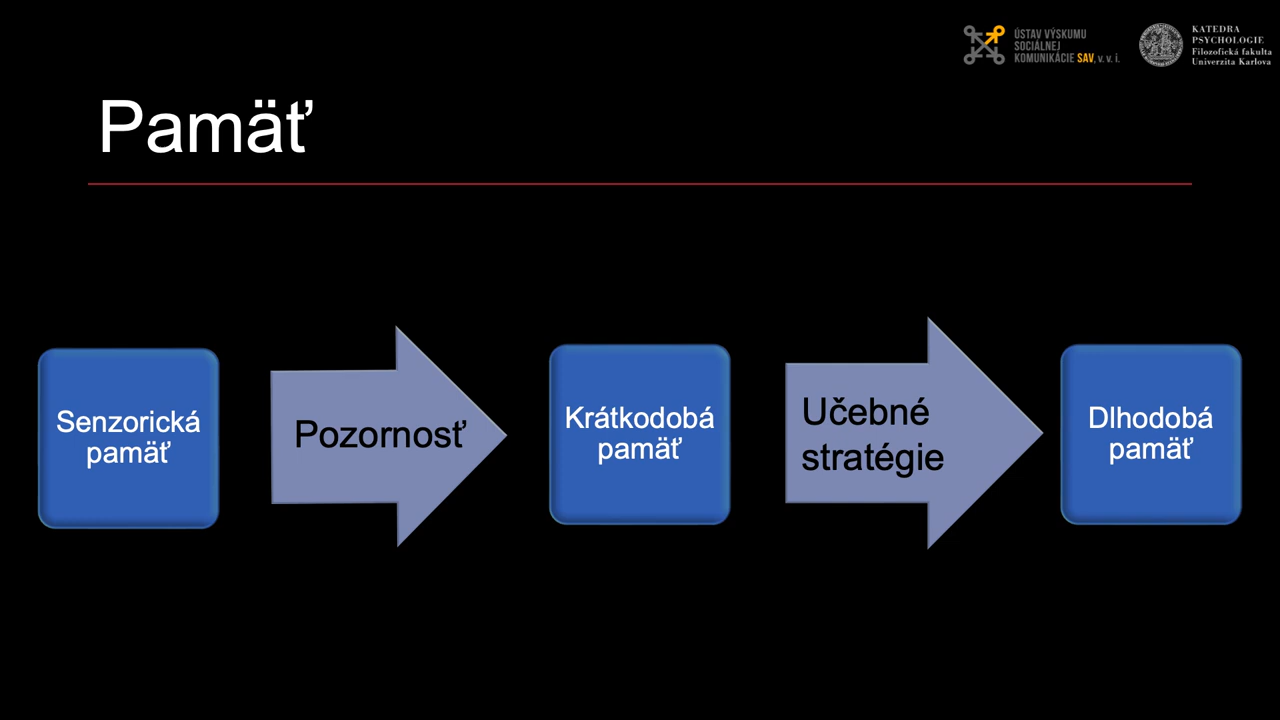 ÚSTAV VÝSKUMU
SOCIÁLNEJ
KOMUNIKÁCIE SAV, v. v. i.
KATEDRA
PSYCHOLOGIE
Filozofická fakulta
Univerzita Karlova
Pamäť
Senzorická
pamäť
Pozornosť
Krátkodobá
pamäť
Učebné
stratégie
Dlhodobá
pamäť